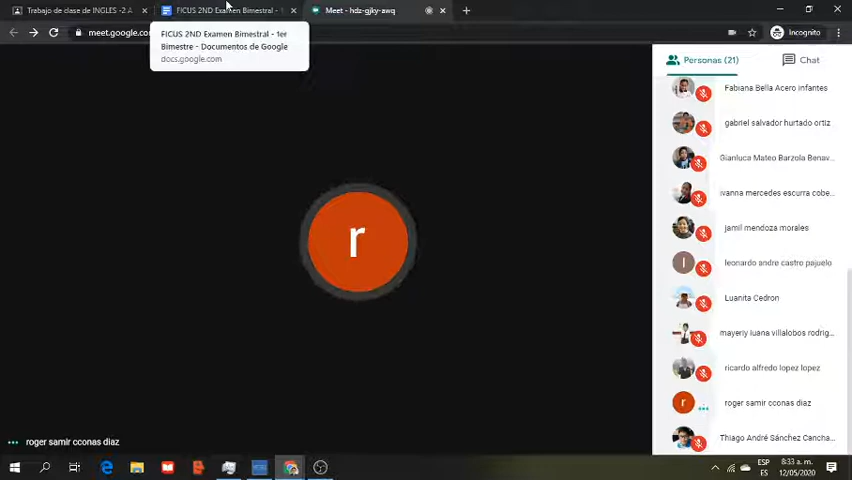 Trabajo de clase de INGLES -2 A
FICUS 2ND Examen Bimestral - 1
Meet - hdz-gjky-awq
meet.google.co
Incognito
FICUS 2ND Examen Bimestral - 1er
Bimestre - Documentos de Google
docs.google.com
Personas (21)
Chat
Fabiana Bella Acero infantes
gabriel salvador hurtado ortiz
Gianluca Mateo Barzola Benav...
ivanna mercedes escurra cobe...
jamil mendoza morales
l
leonardo andre castro pajuelo
Luanita Cedron
mayeriy luana villalobos rodrig...
ricardo alfredo lopez lopez
r
r
roger samir cconas diaz
Thiago André Sánchez Cancha...
roger samir cconas diaz
ESP
ES
8:33 a. m.
12/05/2020